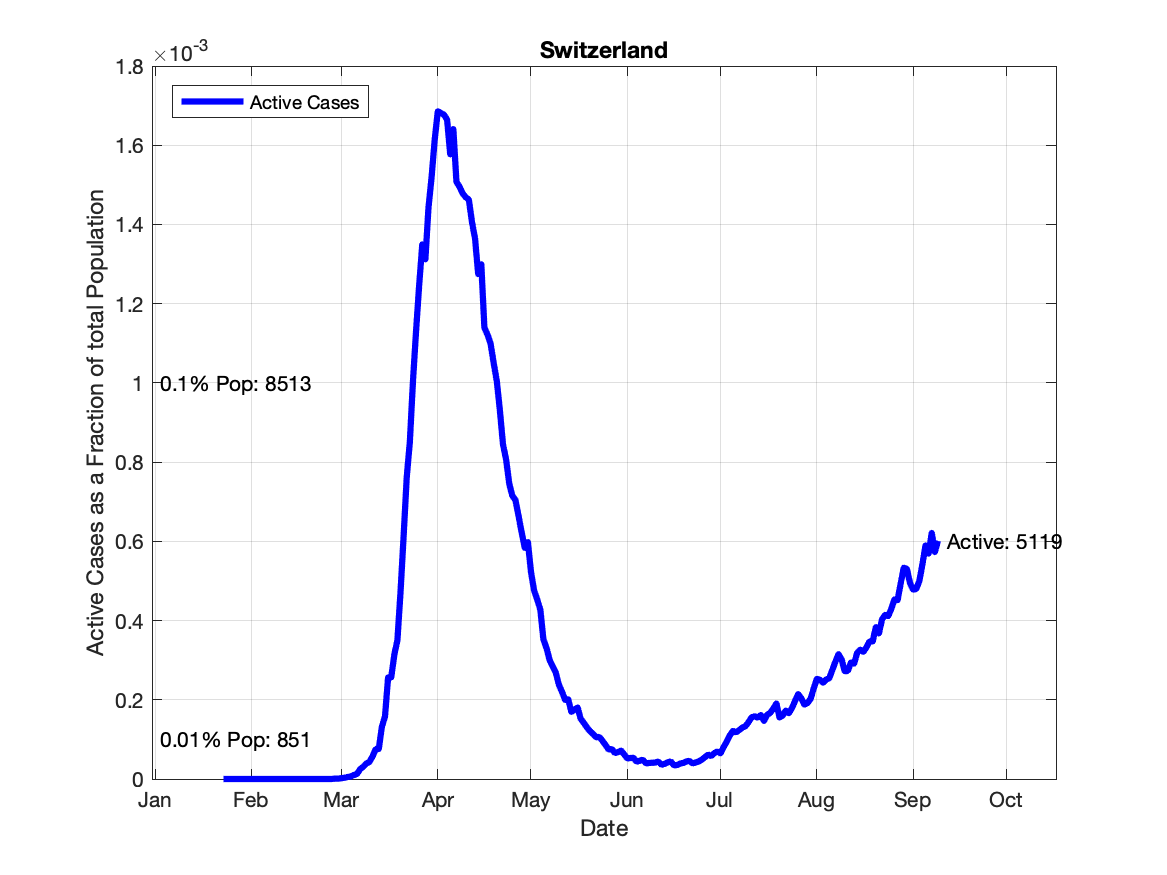 Switzerland
×10-3
1.8
Active Cases
1.6
1.4
1.2
1
0.1% Pop: 8513
0.8
0.6
Active: 5119
0.4
0.2
0.01% Pop: 851
0
Jan Feb Mar Apr May Jun Jul Aug Sep Oct
Date
Active Cases as a Fraction of total Population